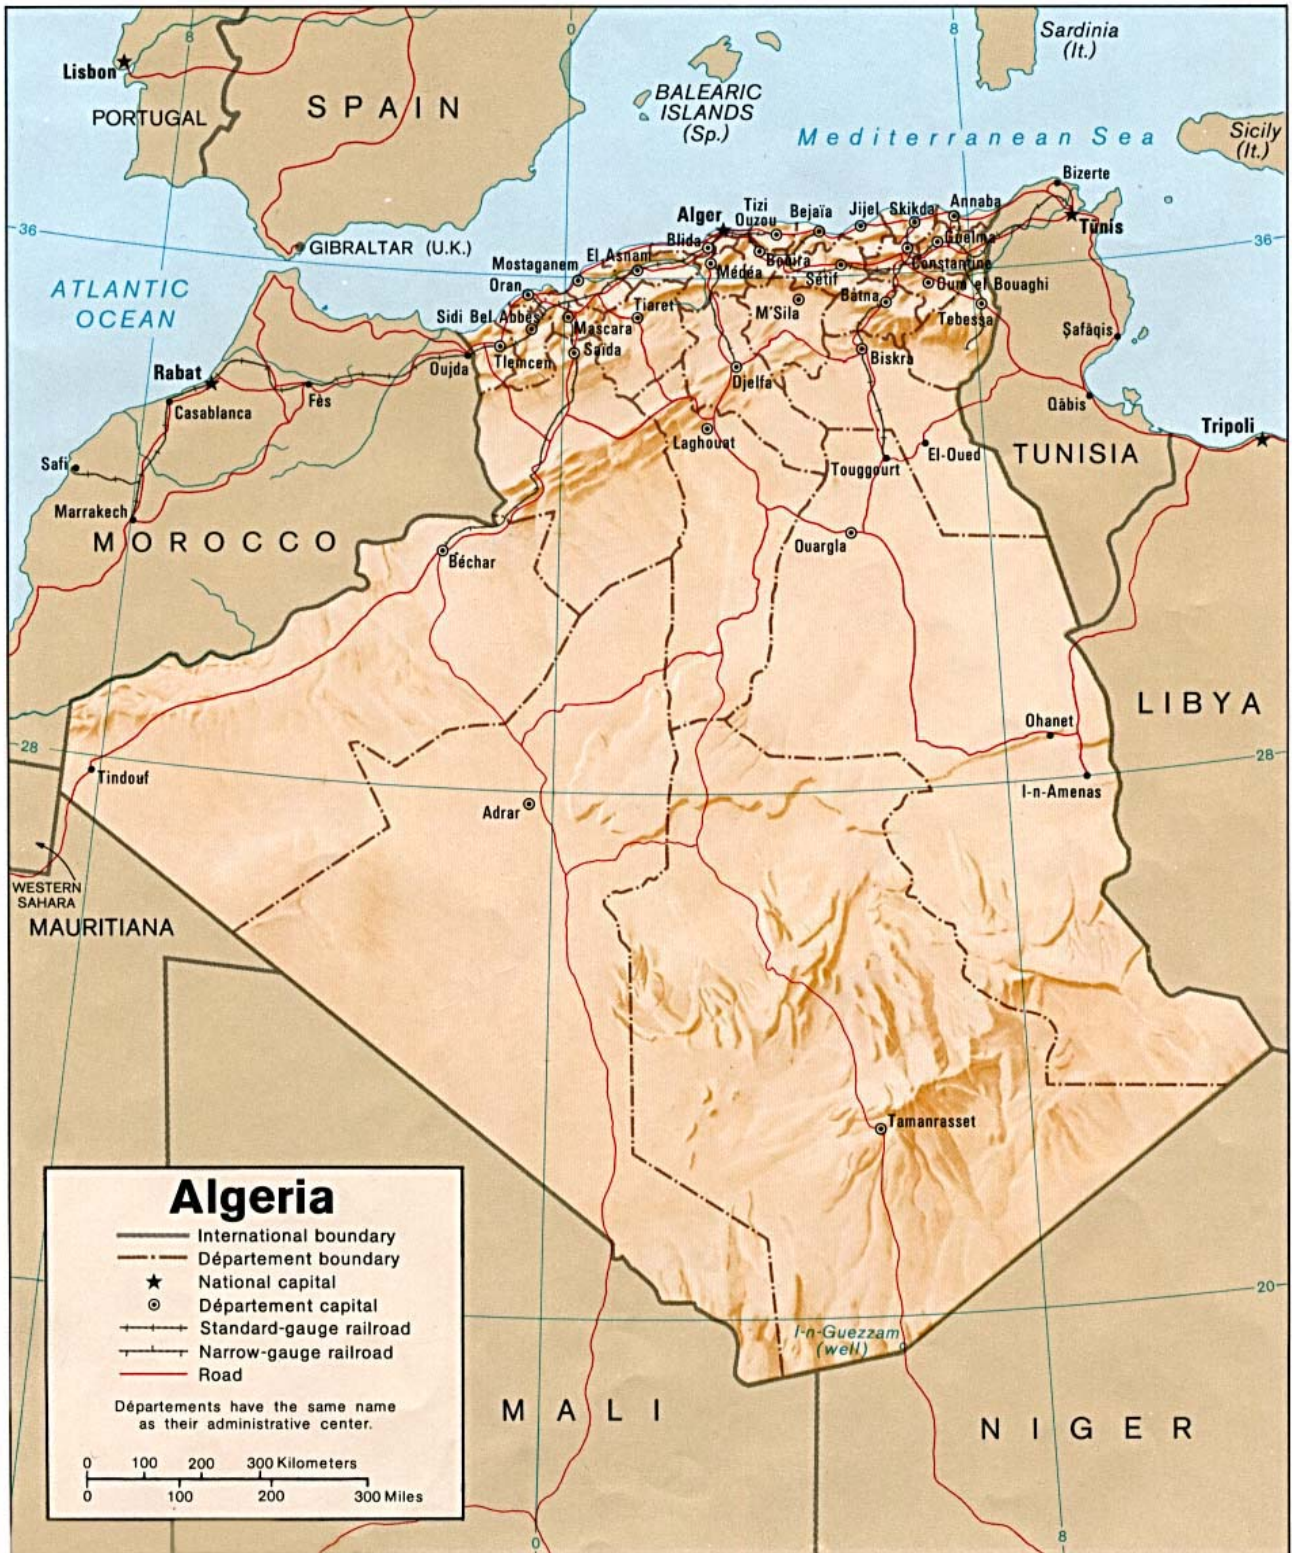 8
0
8
Sardinia
(It.)
Lisbon
PORTUGAL
SPAIN
BALEARIC
ISLANDS
(Sp.)
Mediterranean Sea
Sicily
(It.)
Bizerte
Tūnis
36
GIBRALTAR (U.K.)
ATLANTIC
OCEAN
Alger
Tizi
Ouzou
Bejaïa
Jijel
Skikda
Annaba
36
Blida
El Asnam
Bouira
Guelma
Constantine
Médéa
Sétif
Oum el Bouaghi
Mostaganem
Oran
Sidi Bel Abbès
Mascara
Tiaret
M'Sila
Batna
Tebessa
Şafāqis
Tlemcen
Saïda
Oujda
Djelfa
Biskra
Rabat
Casablanca
Fès
Qābis
Laghouat
Tripoli
Safi
Touggourt
El-Oued
TUNISIA
Marrakech
MOROCCO
Béchar
Ouargla
LIBYA
28
Tindouf
Ohanet
28
I-n-Amenas
Adrar
WESTERN
SAHARA
MAURITIANA
Tamanrasset
Algeria
International boundary
Département boundary
National capital
Département capital
Standard-gauge railroad
Narrow-gauge railroad
Road
Départements have the same name
as their administrative center.
0 100 200 300 Kilometers
0 100 200 300 Miles
20
I-n-Guezzam
(well)
MALI
NIGER
0
8